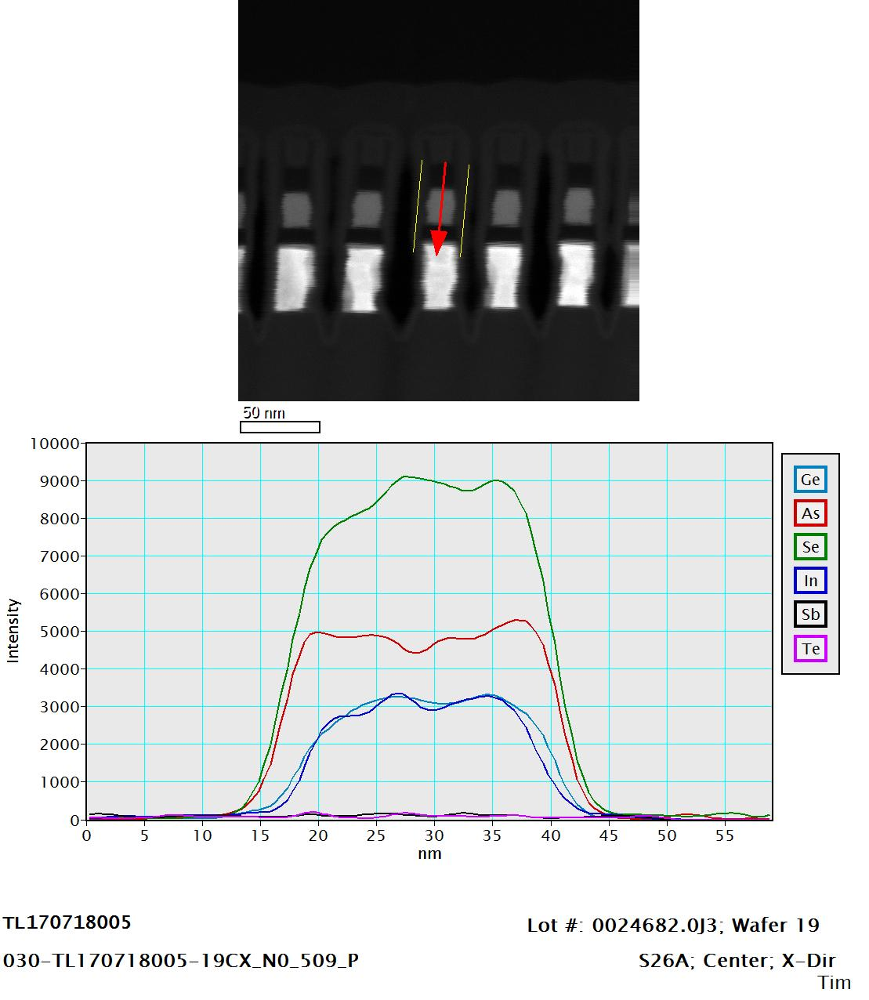 50 nm
10000
9000
8000
7000
6000
5000
4000
3000
2000
1000
0
Intensity
0 5 10 15 20 25 30 35 40 45 50 55
nm
Ge
As
Se
In
Sb
Te
TL170718005
Lot #: 0024682.0J3; Wafer 19
030-TL170718005-19CX_N0_509_P
S26A; Center; X-Dir
Tim